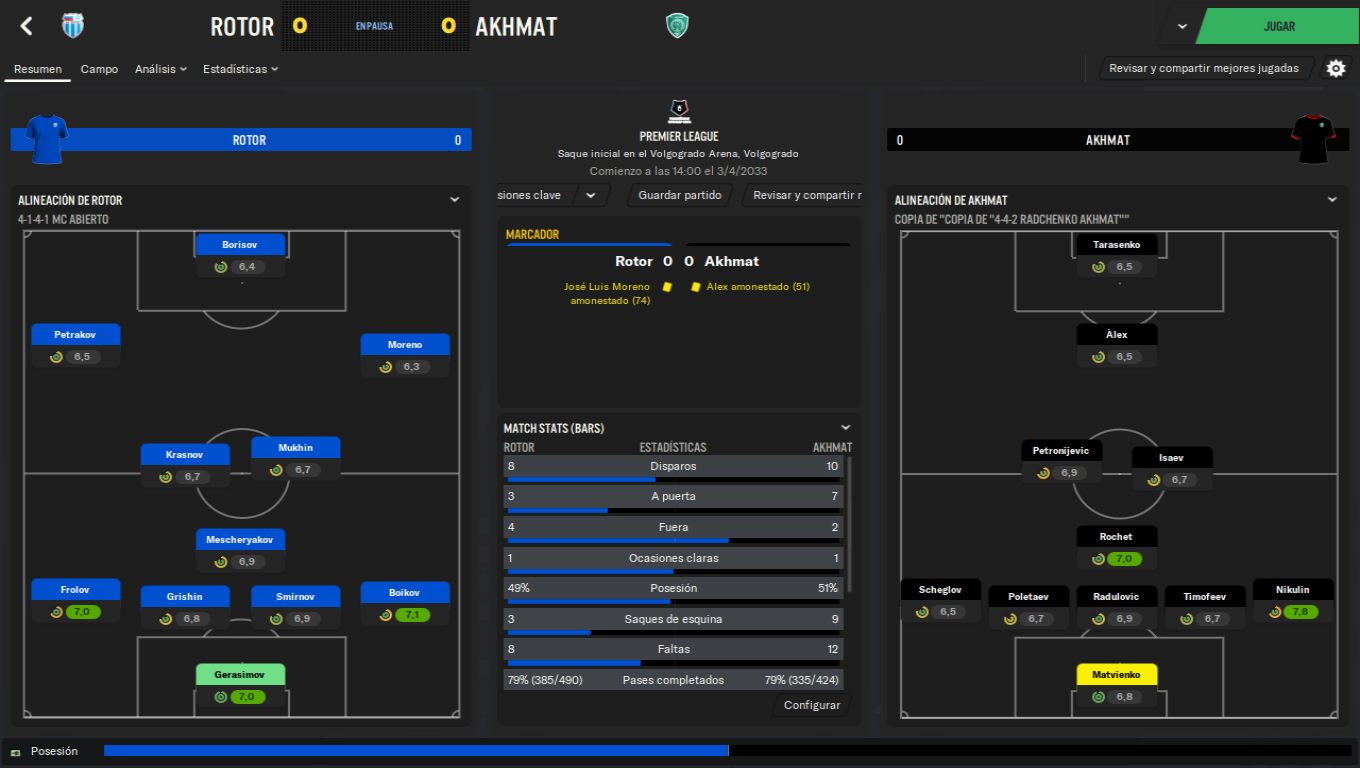 ROTOR 0 EN PAUSA 0 AKHMAT
JUGAR
Resumen Campo Análisis Estadísticas
Revisar y compartir mejores jugadas
ROTOR 0
PREMIER LEAGUE
Saque inicial en el Volgogrado Arena, Volgogrado
Comienzo a las 14:00 el 3/4/2033
0 AKHMAT
siones clave Guardar partido Revisar y compartir
ALINEACIÓN DE ROTOR
4-1-4-1 MC ABIERTO
Borisov
6,4
Petrakov
6,5
Moreno
6,3
Krasnov
6,7
Mukhin
6,7
Mescheryakov
6,9
Frolov
7,0
Grishin
6,8
Smirnov
6,9
Boikov
7,1
Gerasimov
7,0
MARCADOR
Rotor 0 0 Akhmat
José Luis Moreno
amonestado (74)
Àlex amonestado (51)
MATCH STATS (BARS)
ROTOR ESTADÍSTICAS AKHMAT
8 Disparos 10
3 A puerta 7
4 Fuera 2
1 Ocasiones claras 1
49% Posesión 51%
3 Saques de esquina 9
8 Faltas 12
79% (385/490) Pases completados 79% (335/424)
Configurar
ALINEACIÓN DE AKHMAT
COPIA DE "COPIA DE "4-4-2 RADCHENKO AKHMAT""
Tarasenko
6,5
Àlex
6,5
Petronijevic
6,9
Isaev
6,7
Rochet
7,0
Scheglov
6,5
Poletaev
6,7
Radulovic
6,9
Timofeev
6,7
Nikulin
7,8
Matvienko
6,8
Posesión